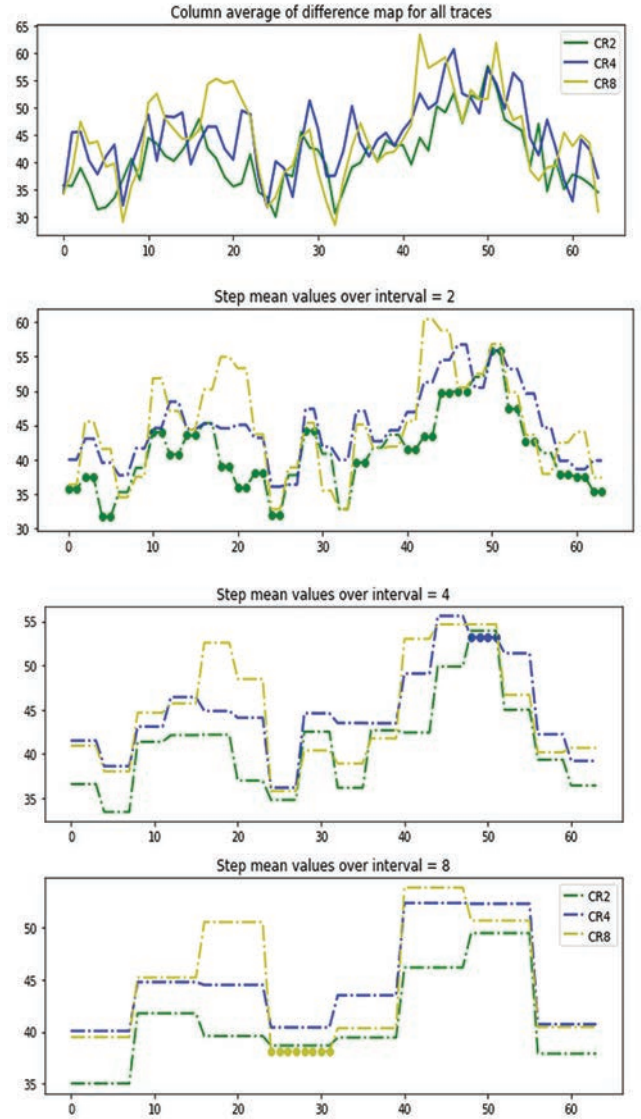 Column average of difference map for all traces
65
60
55
50
45
40
35
30
CR2
CR4
CR8
0 10 20 30 40 50 60
Step mean values over interval = 2
60
55
50
45
40
35
30
0 10 20 30 40 50 60
Step mean values over interval = 4
55
50
45
40
35
0 10 20 30 40 50 60
Step mean values over interval = 8
50
45
40
35
CR2
CR4
CR8
0 10 20 30 40 50 60